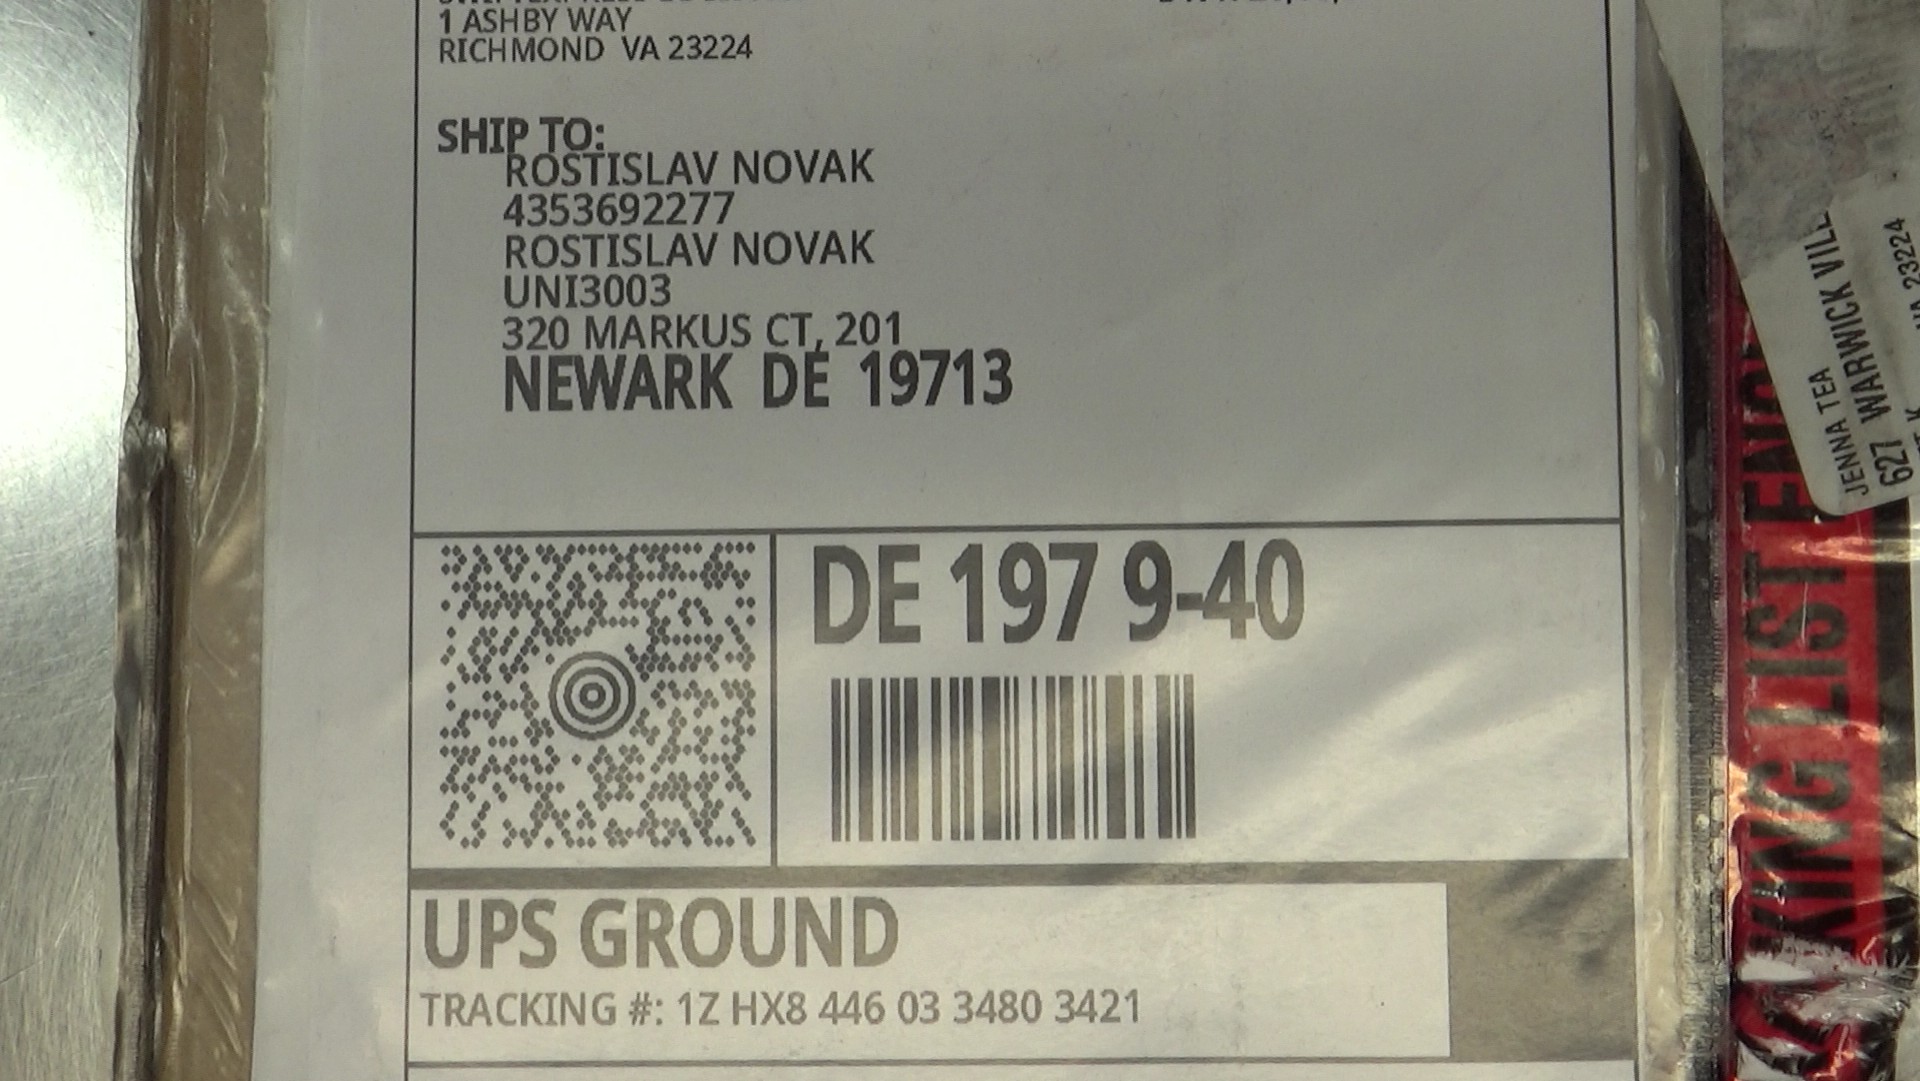 1 ASHBY WAY
RICHMOND VA 23224
SHIP TO:
ROSTISLAV NOVAK
4353692277
ROSTISLAV NOVAK
UNI3003
320 MARKUS CT, 201
NEWARK DE 19713
DE 197 9-40
UPS GROUND
TRACKING #: 1Z HX8 446 03 3480 3421
JENNA TEA
627 WARWICK VILL
VA 23224
KING LIST